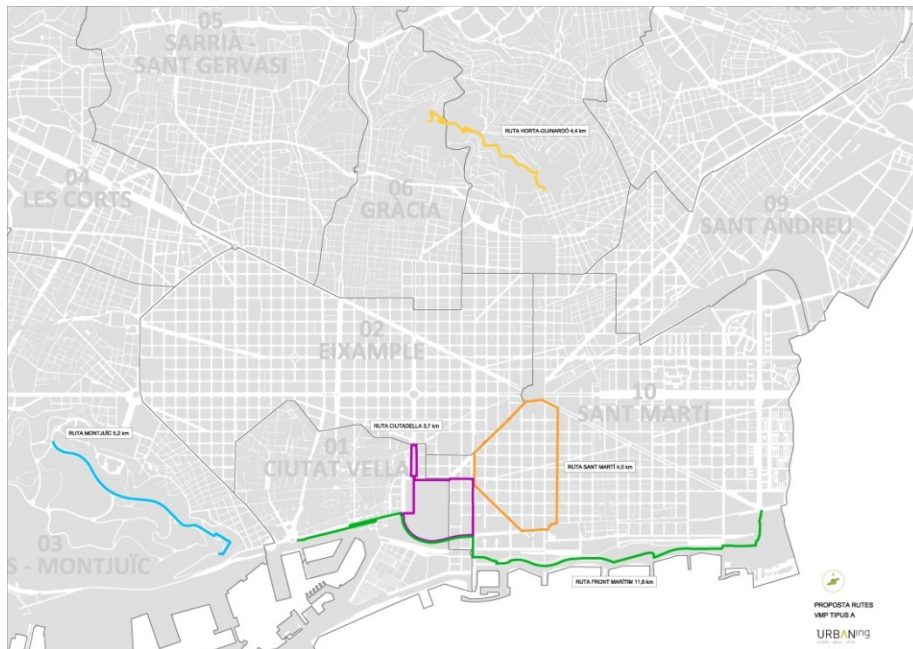 05
SARRIÀ -
SANT GERVASI
RUTA HORTA-GUINARDÓ 4,4 km
04
LES CORTS
06
GRÀCIA
09
SANT ANDREU
02
EIXAMPLE
10
SANT MARTÍ
RUTA CIUTADELLA 3,7 km
RUTA MONTJUÏC 5,2 km
01
CIUTAT VELLA
RUTA SANT MARTÍ 4,0 km
03
S - MONTJUÏC
RUTA FRONT MARÍTIM 11,6 km
PROPOSTA RUTES
VMP TIPUS A
URBANing